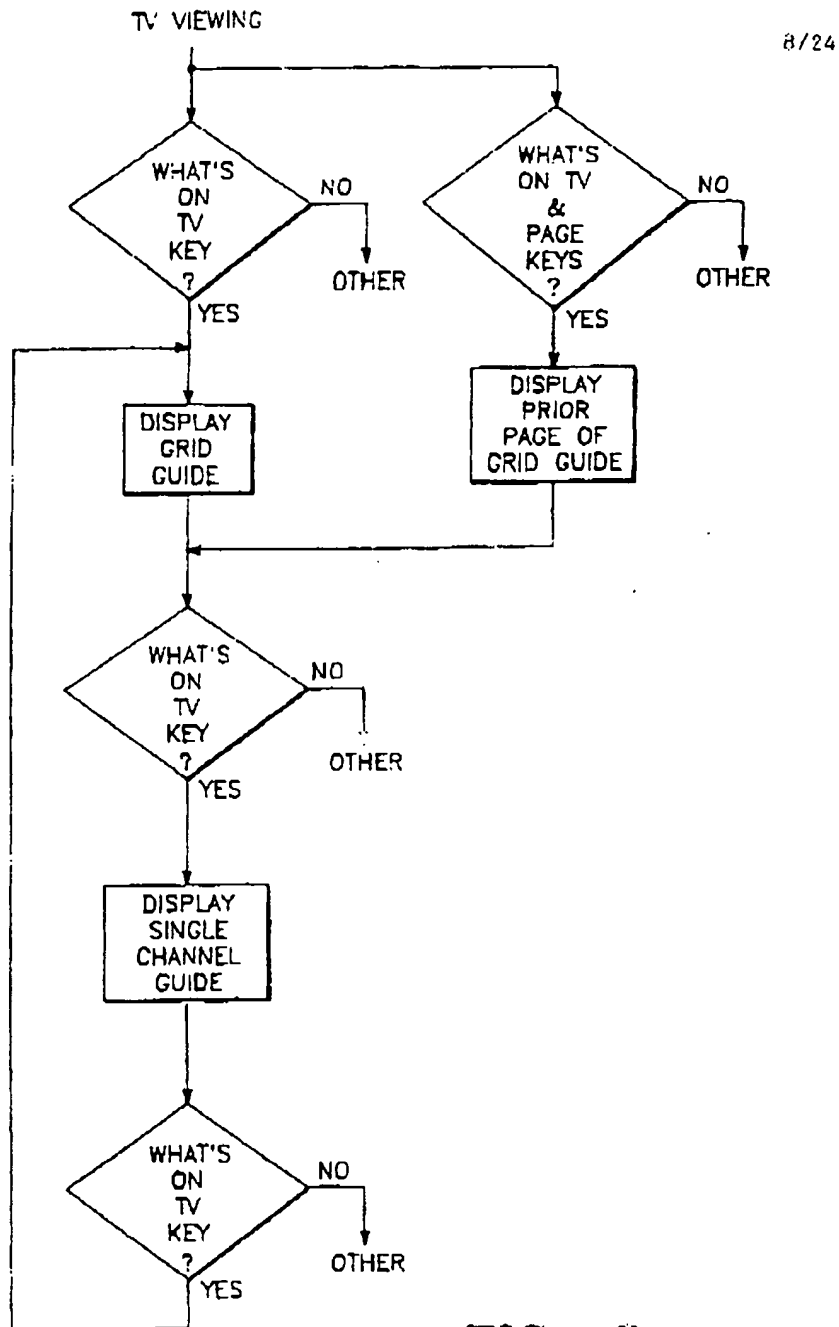 TV VIEWING
8/24
WHAT'S
ON
TV
KEY
?
NO
OTHER
YES
WHAT'S
ON TV
&
PAGE
KEYS
?
NO
OTHER
YES
DISPLAY
GRID
GUIDE
DISPLAY
PRIOR
PAGE OF
GRID GUIDE
WHAT'S
ON
TV
KEY
?
NO
OTHER
YES
DISPLAY
SINGLE
CHANNEL
GUIDE
WHAT'S
ON
TV
KEY
?
NO
OTHER
YES